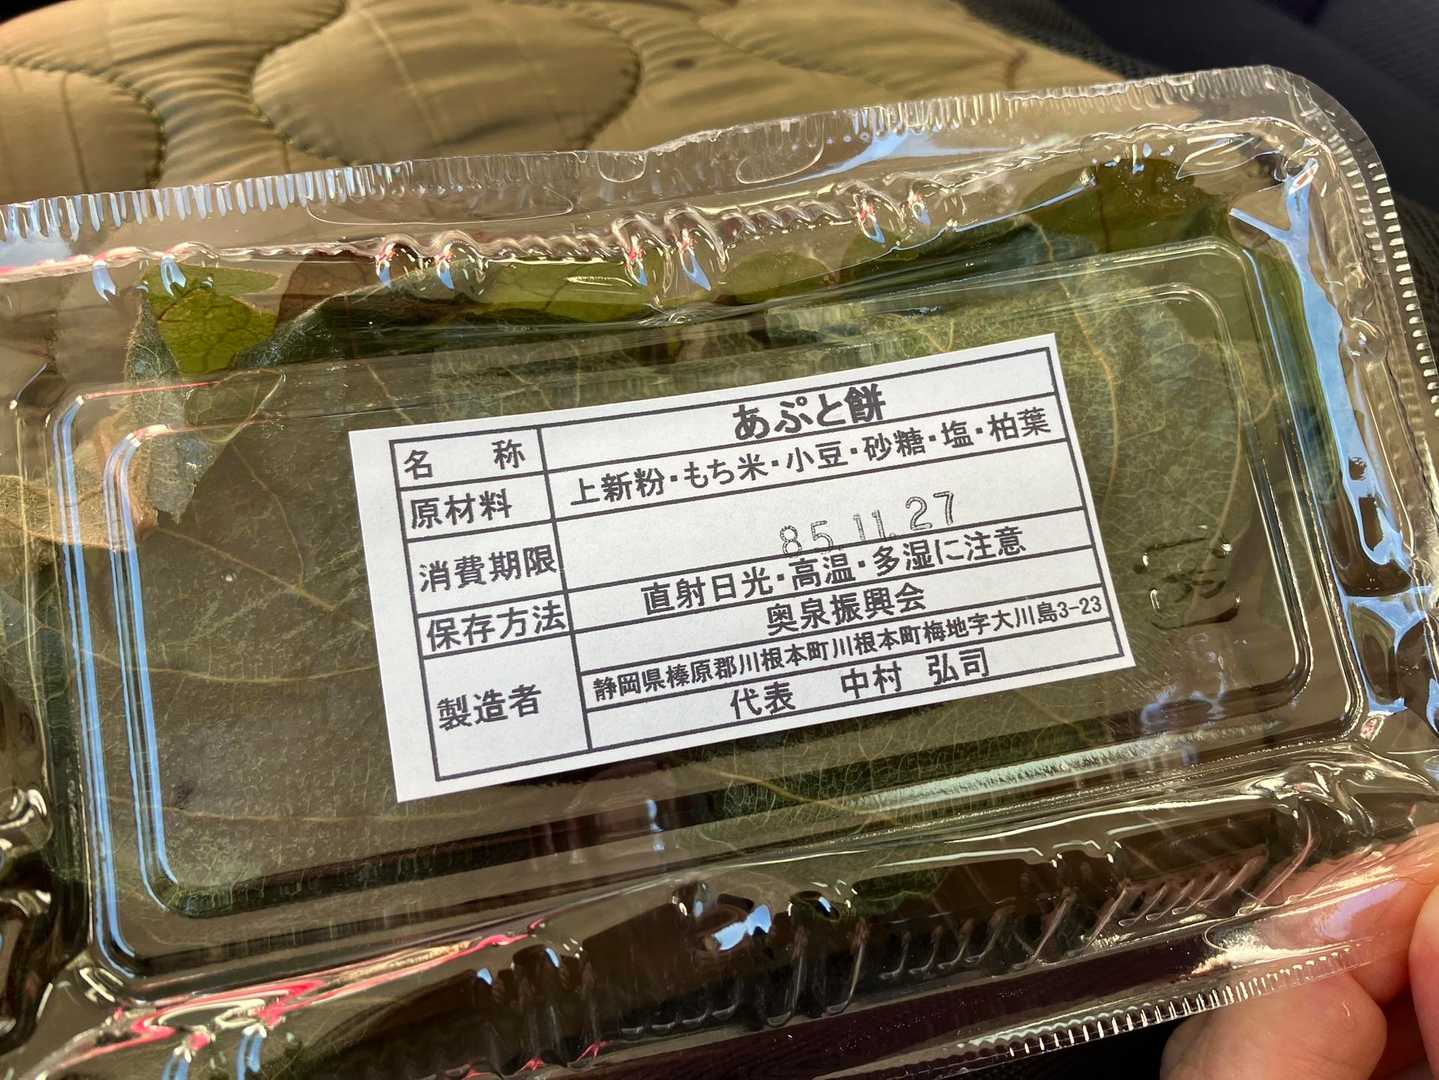 名 称 あぷと餅
原材料 上新粉・もち米・小豆・砂糖・塩・柏葉
消費期限 85.11.27
保存方法 直射日光・高温・多湿に注意
製造者 奥泉振興会
静岡県榛原郡川根本町川根本町梅地字大川島3-23
代表 中村 弘司